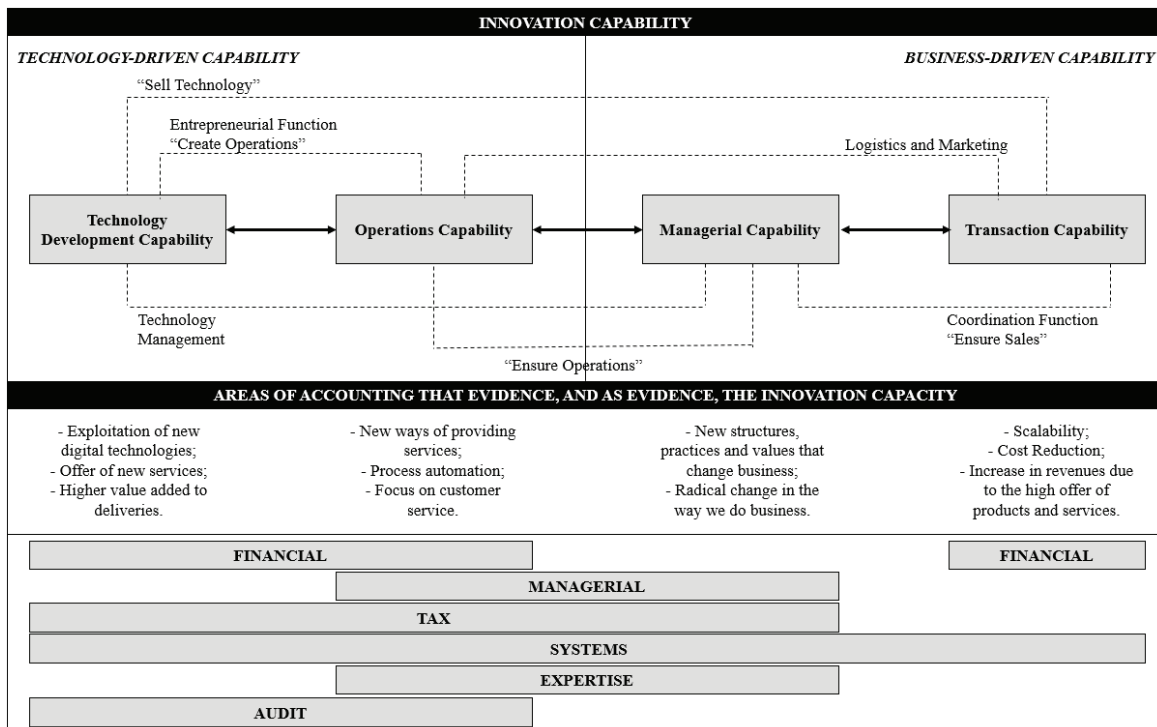 INNOVATION CAPABILITY
TECHNOLOGY-DRIVEN CAPABILITY
BUSINESS-DRIVEN CAPABILITY
“Sell Technology”
Entrepreneurial Function
“Create Operations”
Logistics and Marketing
Technology
Development Capability
Operations Capability
Managerial Capability
Transaction Capability
Technology
Management
Coordination Function
“Ensure Sales”
“Ensure Operations”
AREAS OF ACCOUNTING THAT EVIDENCE, AND AS EVIDENCE, THE INNOVATION CAPACITY
- Exploitation of new
digital technologies;
- Offer of new services;
- Higher value added to
deliveries.
- New ways of providing
services;
- Process automation;
- Focus on customer
service.
- New structures,
practices and values that
change business;
- Radical change in the
way we do business.
- Scalability;
- Cost Reduction;
- Increase in revenues due
to the high offer of
products and services.
FINANCIAL
FINANCIAL
MANAGERIAL
TAX
SYSTEMS
EXPERTISE
AUDIT